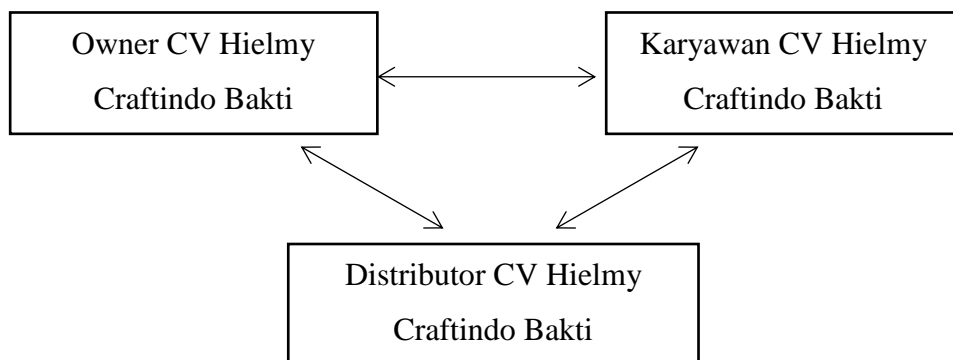 Owner CV Hielmy
Craftindo Bakti
Karyawan CV Hielmy
Craftindo Bakti
Distributor CV Hielmy
Craftindo Bakti